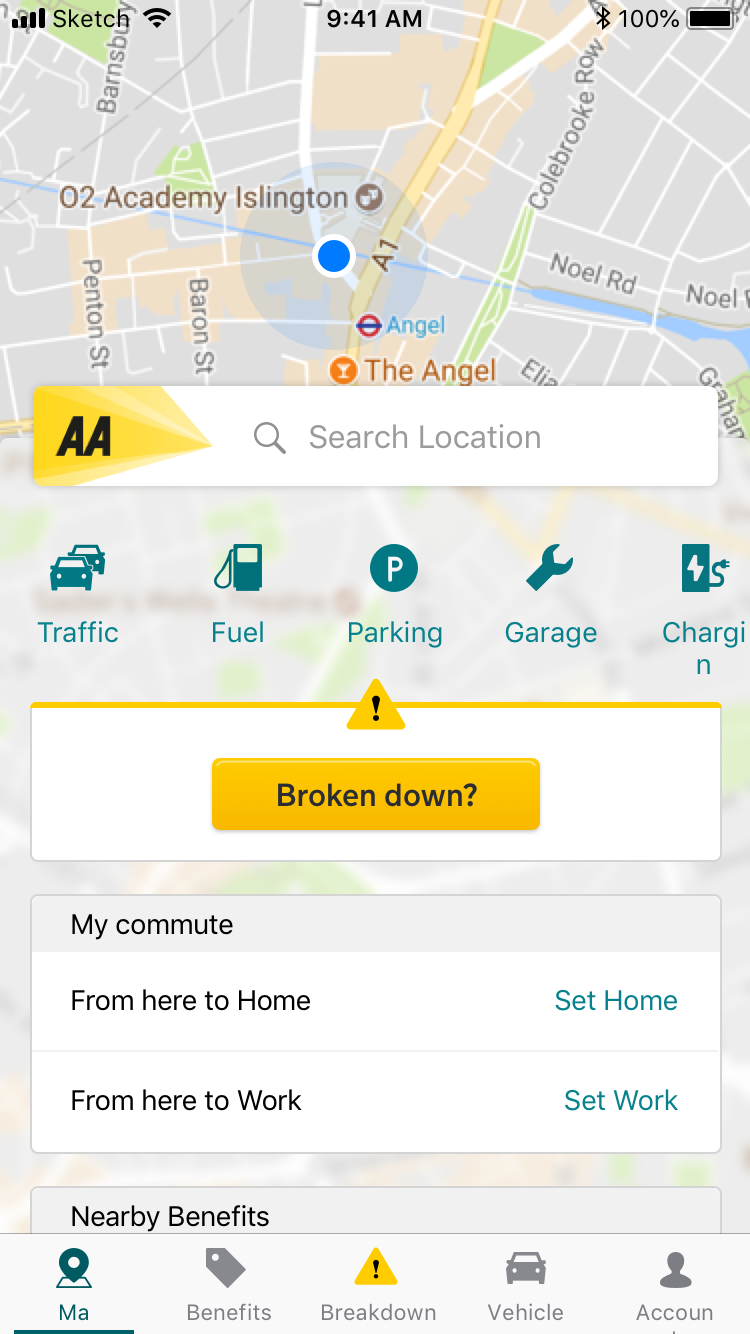 Sketch 9:41 AM 100%
Barnsbury
Colebrooke Row
O2 Academy Islington
A1
Noel Rd
Noel
Penton St
Baron St
Angel
The Angel
Elia
Graham
AA Search Location
Traffic Fuel Parking Garage Chargi
n
Broken down?
My commute
From here to Home Set Home
From here to Work Set Work
Nearby Benefits
Ma Benefits Breakdown Vehicle Accoun